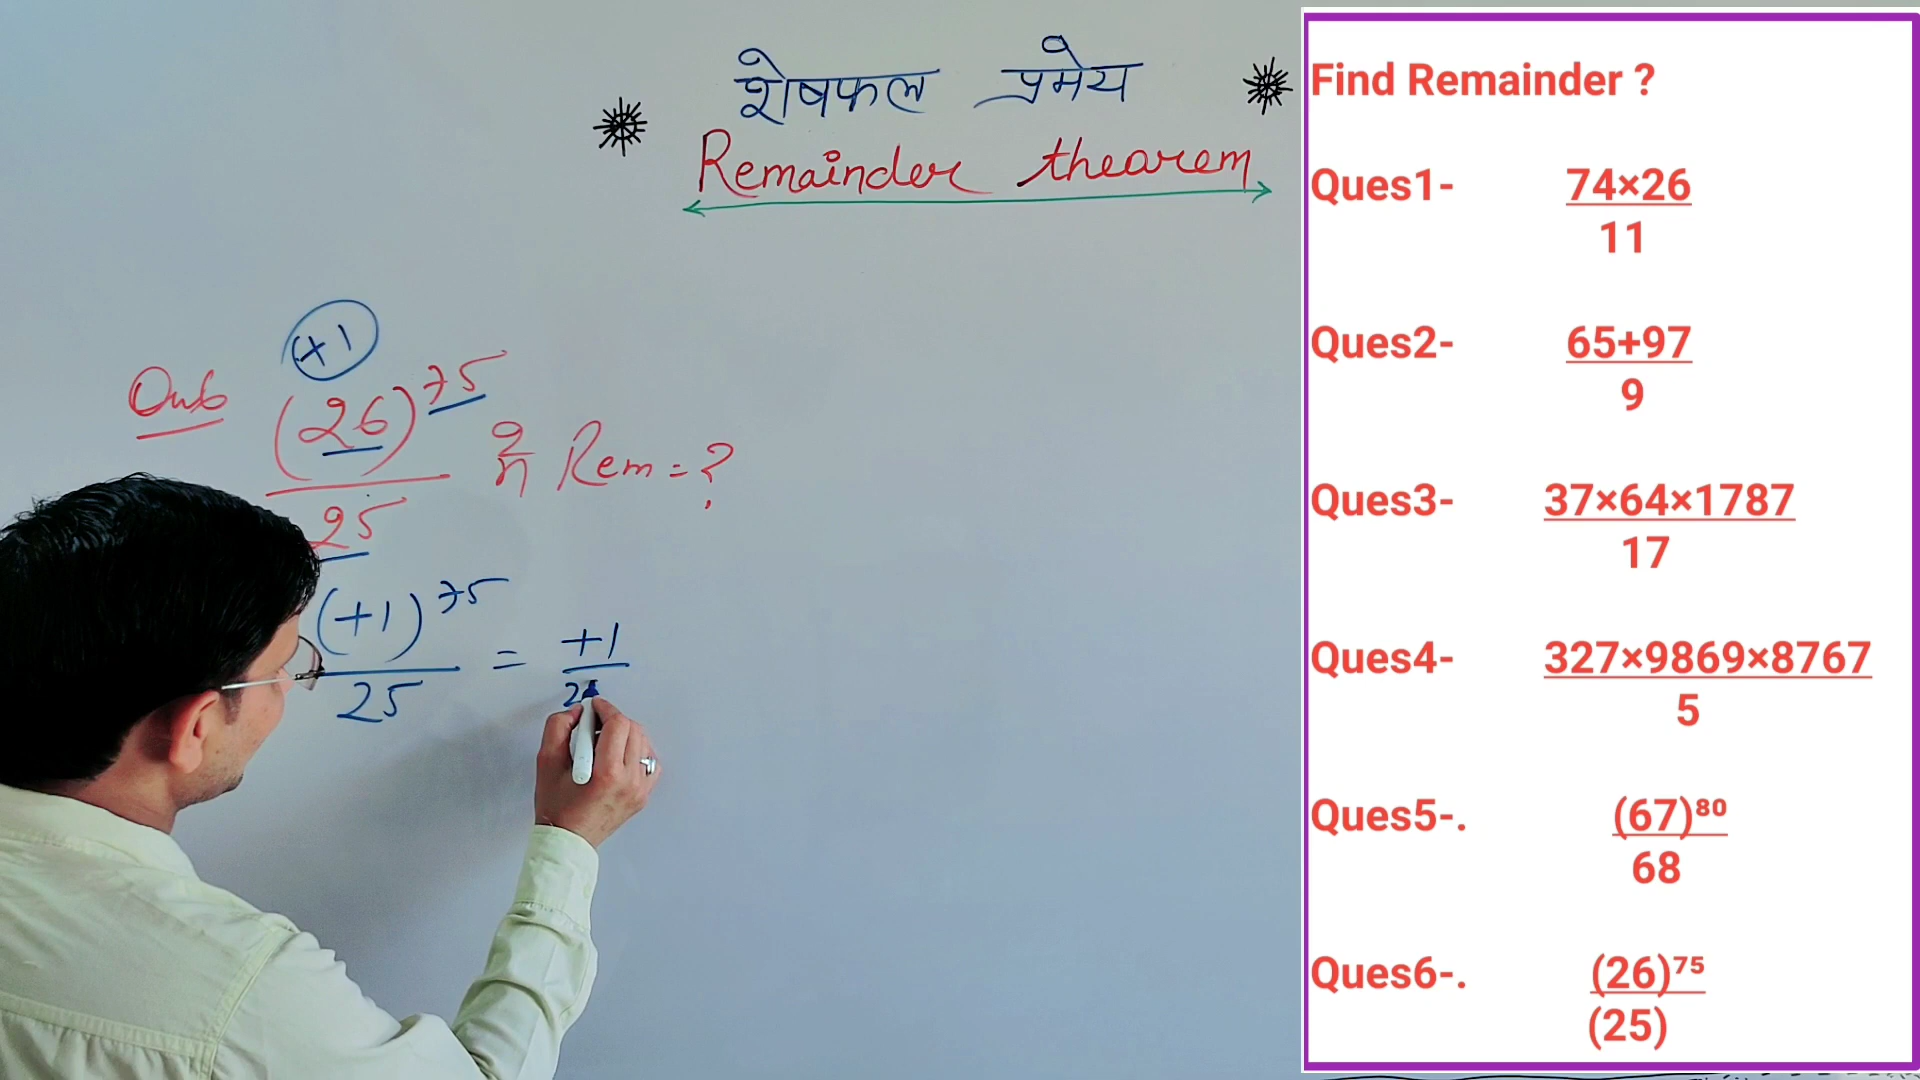 शेषफल प्रमेय
Remainder thearem
+1
Qu6 (26)⁷⁵
25
Rem = ?
(+1)⁷⁵
25
= +1
Find Remainder ?
Ques1- 74×26
11
Ques2- 65+97
9
Ques3- 37×64×1787
17
Ques4- 327×9869×8767
5
Ques5-. (67)⁸⁰
68
Ques6-. (26)⁷⁵
(25)